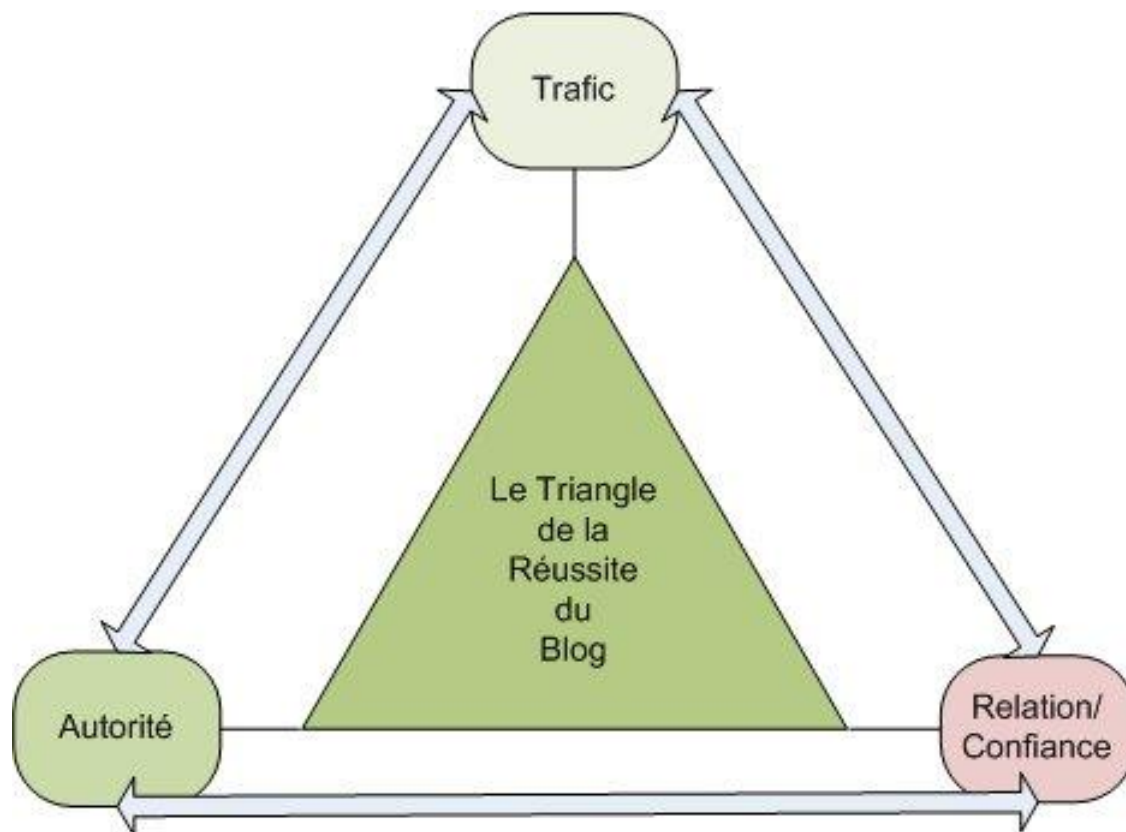 Trafic
Le Triangle
de la
Réussite
du
Blog
Autorité
Relation/
Confiance